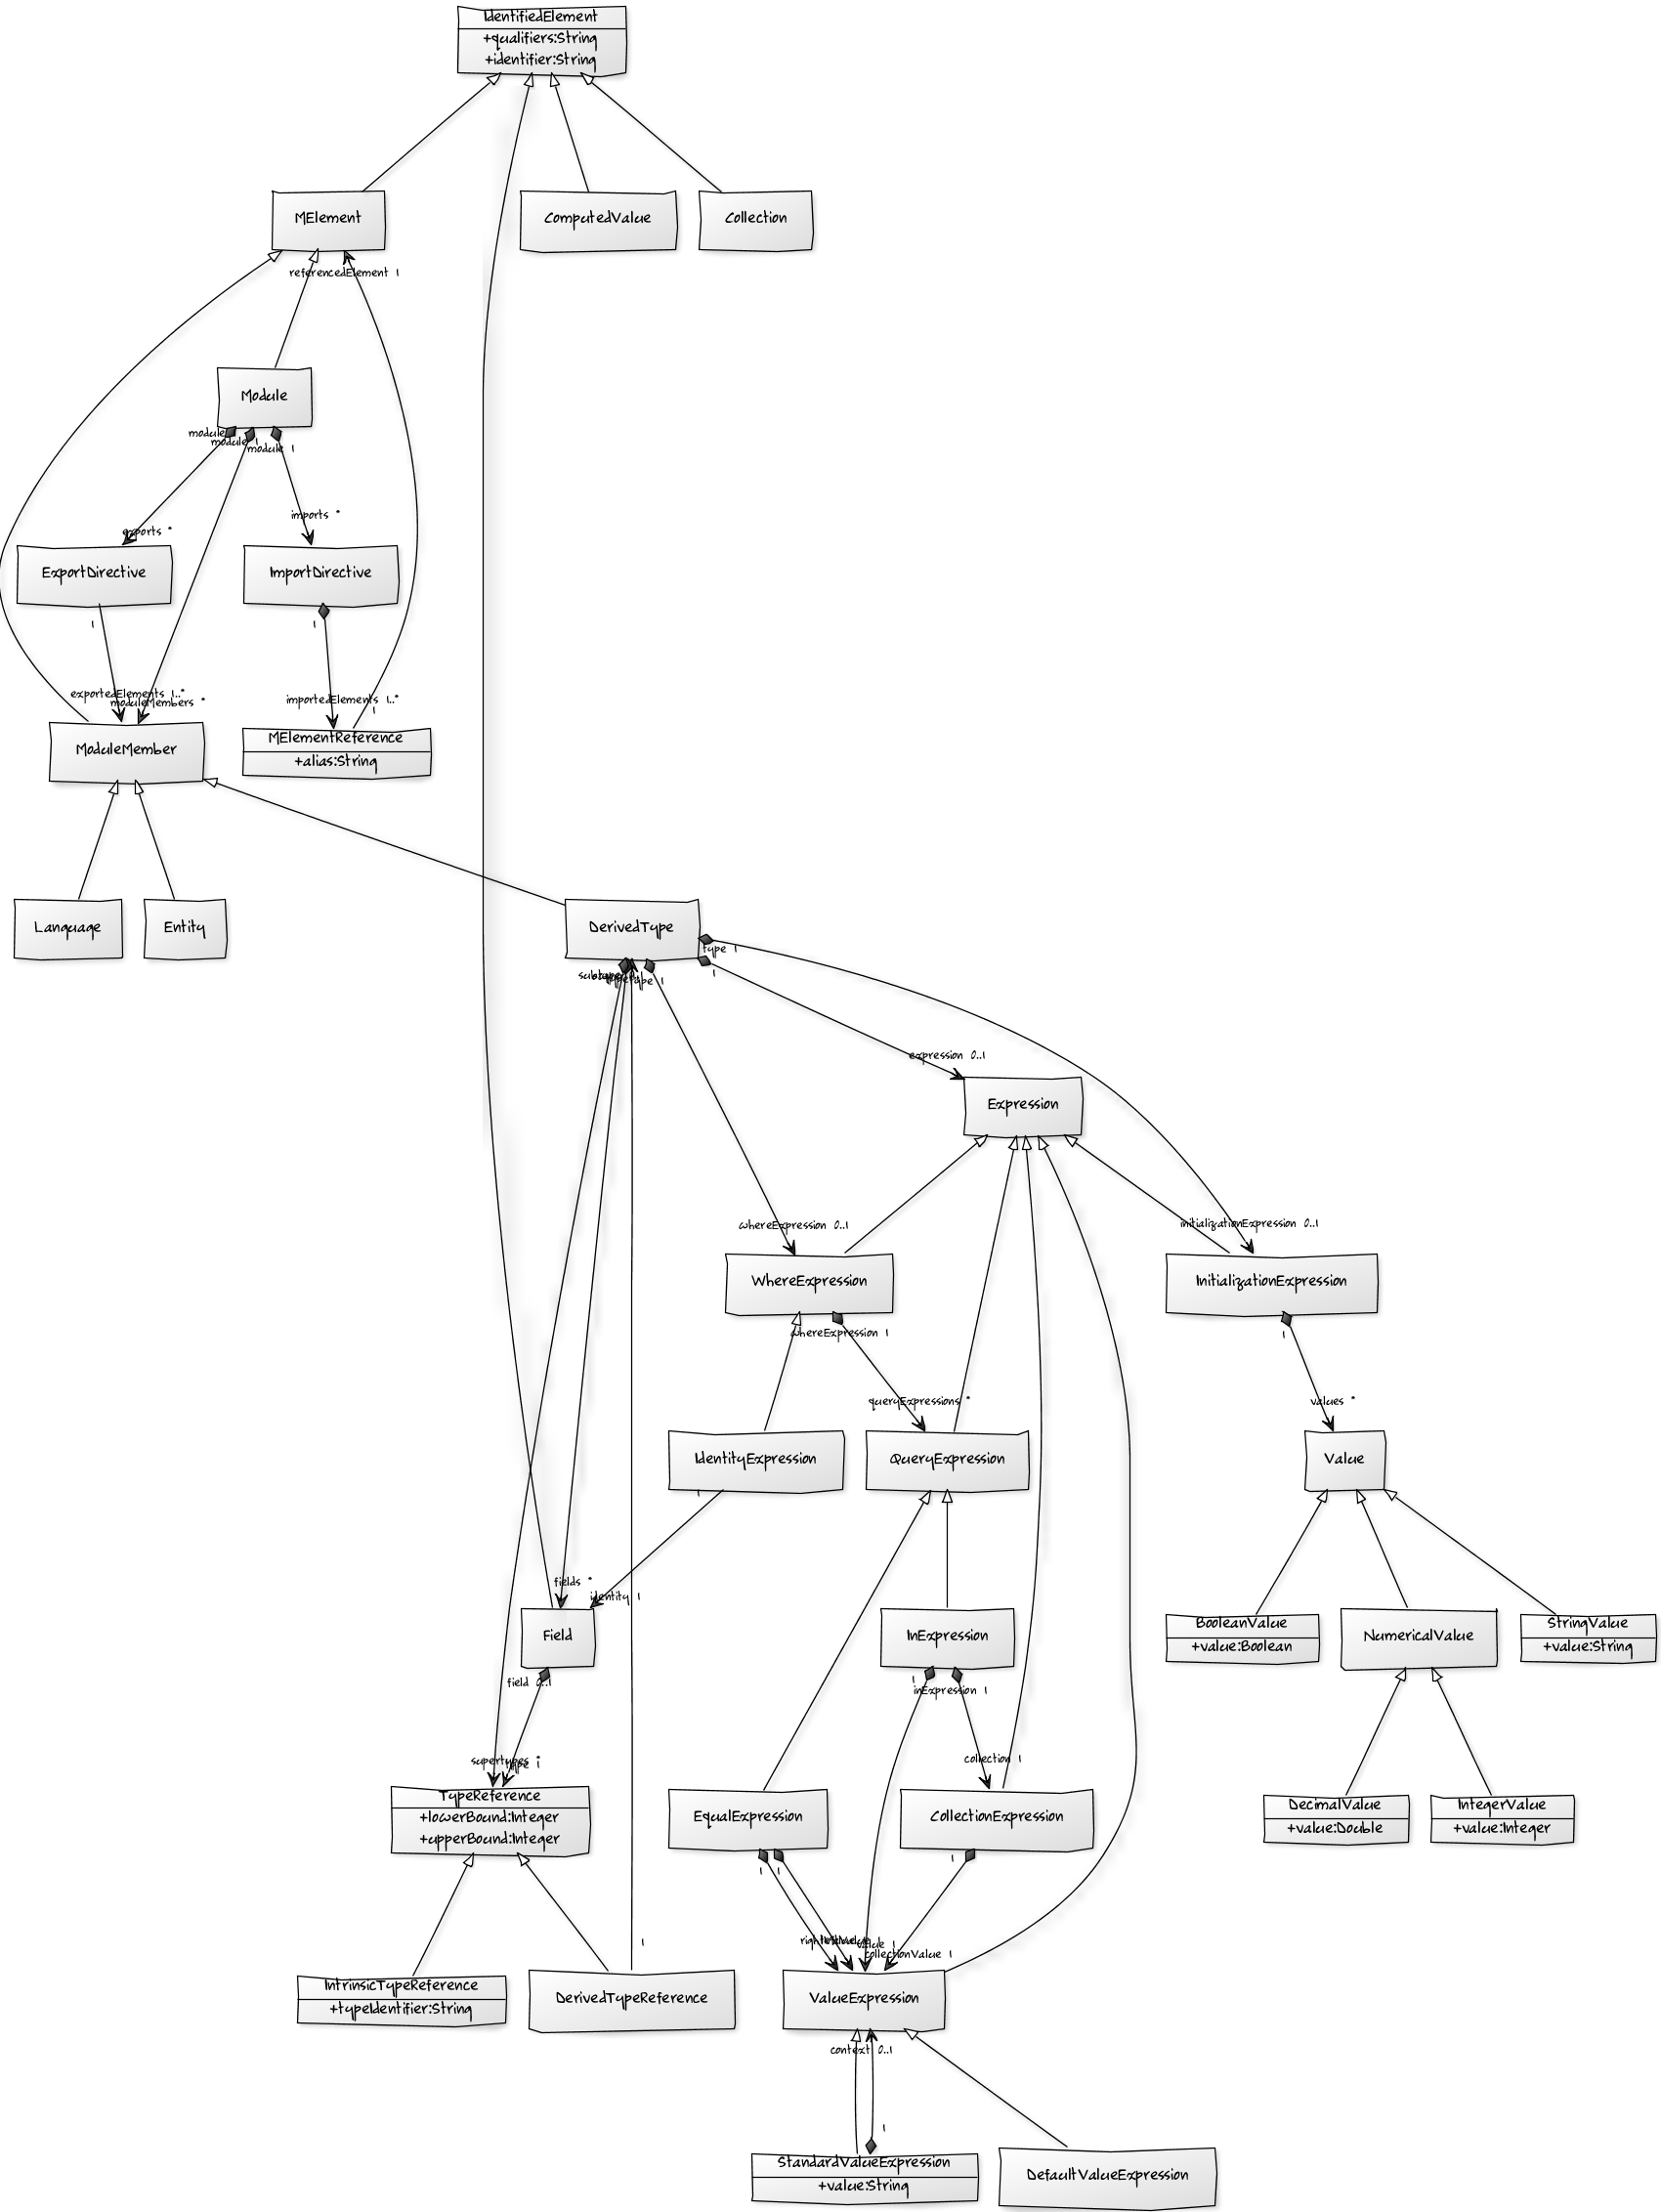 IdentifiedElement
+qualifiers:String
+identifier:String
MElement
ComputedValue
Collection
referencedElement 1
Module
module
module 1
module 1
imports *
exports *
ExportDirective
ImportDirective
1
1
exportedElements 1..*
moduleMembers *
importedElements 1..*
1
ModuleMember
MElementReference
+alias:String
Language
Entity
DerivedType
type 1
1
type 1
expression 0..1
Expression
whereExpression 0..1
initializationExpression 0..1
WhereExpression
InitializationExpression
whereExpression 1
1
queryExpressions *
values *
IdentityExpression
QueryExpression
Value
1
fields *
identity 1
Field
InExpression
BooleanValue
+value:Boolean
NumericalValue
StringValue
+value:String
field 0..1
1
inExpression 1
supertypes *
type 1
collection 1
TypeReference
+lowerBound:Integer
+upperBound:Integer
EqualExpression
CollectionExpression
DecimalValue
+value:Double
IntegerValue
+value:Integer
1
1
1
1
value 1
collectionValue 1
IntrinsicTypeReference
+typeIdentifier:String
DerivedTypeReference
ValueExpression
context 0..1
1
StandardValueExpression
+value:String
DefaultValueExpression